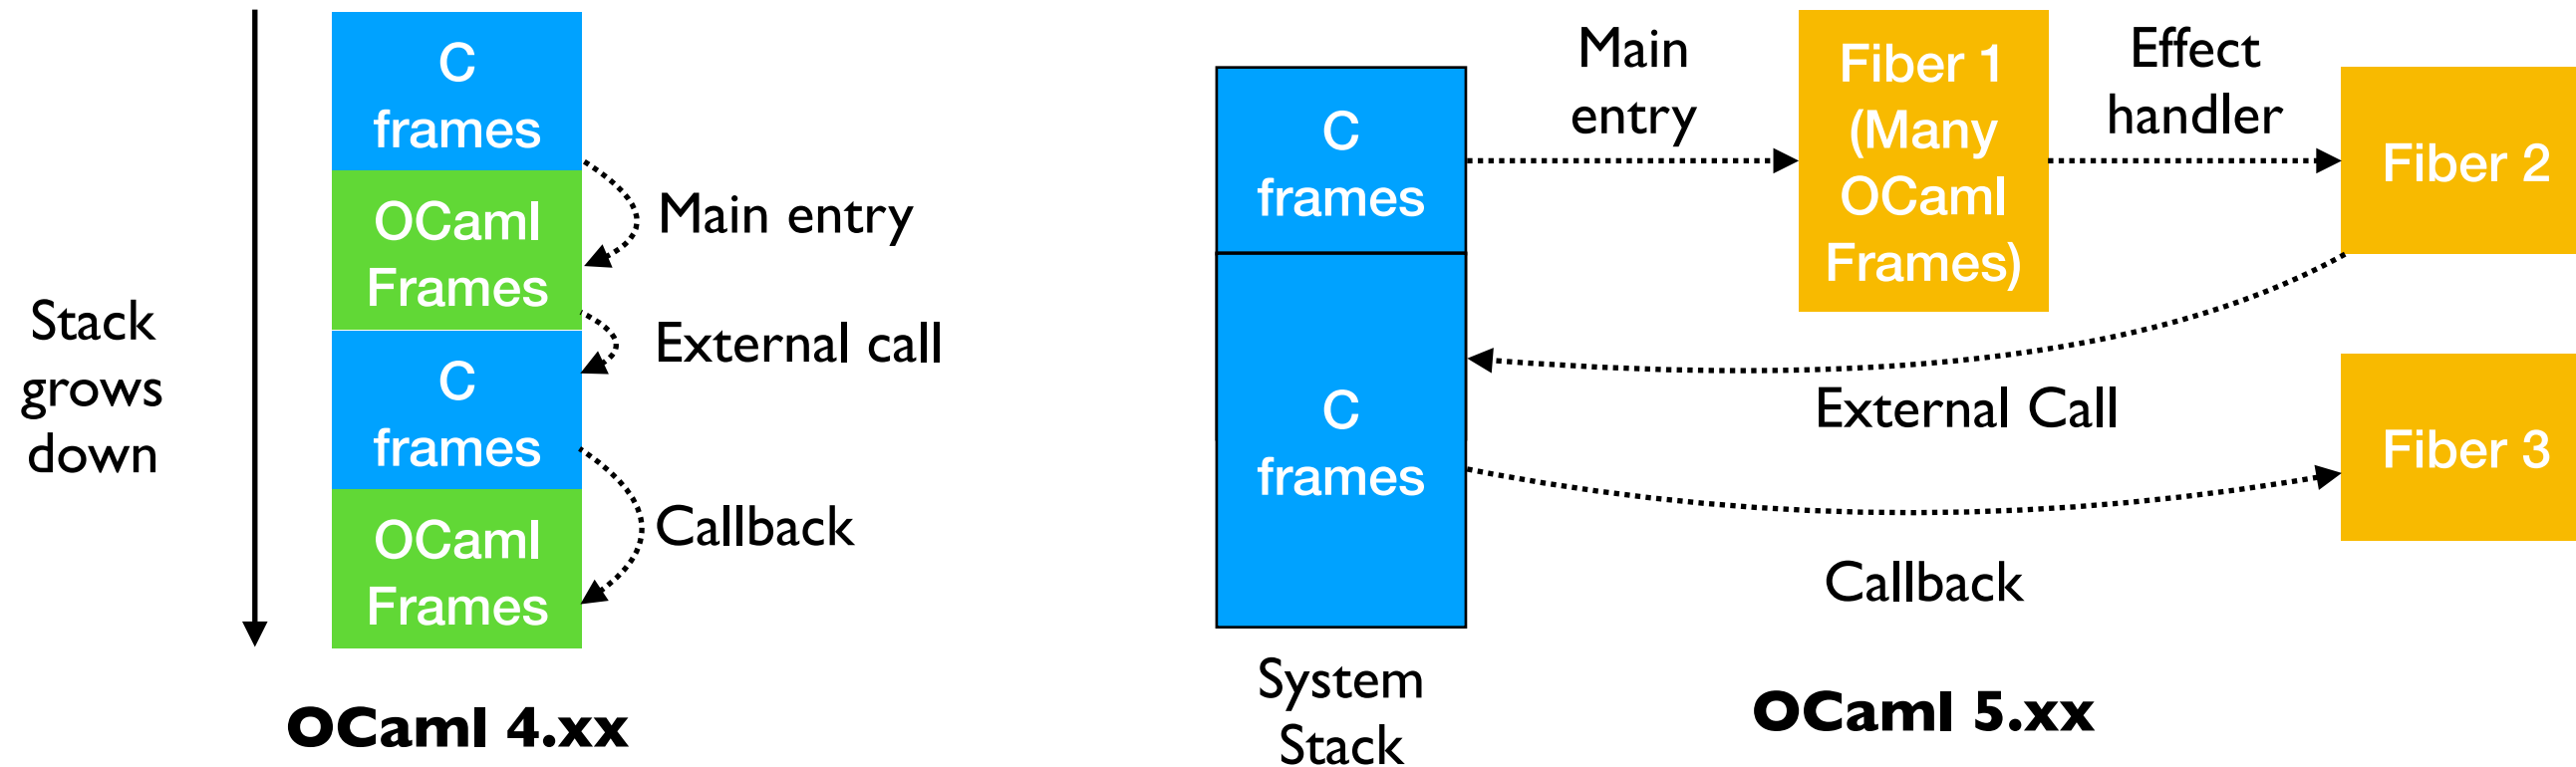 Stack
grows
down
C
frames
OCaml
Frames
C
frames
OCaml
Frames
Main entry
External call
Callback
OCaml 4.xx
C
frames
C
frames
System
Stack
Main
entry
Fiber 1
(Many
OCaml
Frames)
Effect
handler
Fiber 2
External Call
Fiber 3
Callback
OCaml 5.xx